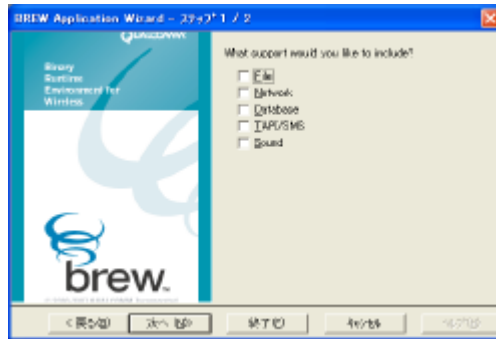 BREW Application Wizard - ｽﾃｯﾌﾟ 1 / 2
QUALCOMM
Binary
Runtime
Environment for
Wireless
What support would you like to include?
File
Network
Database
TAPI/SMS
Sound
brew
< 戻る(B)
次へ(N) >
終了(F)
ｷｬﾝｾﾙ
ﾍﾙﾌﾟ(H)